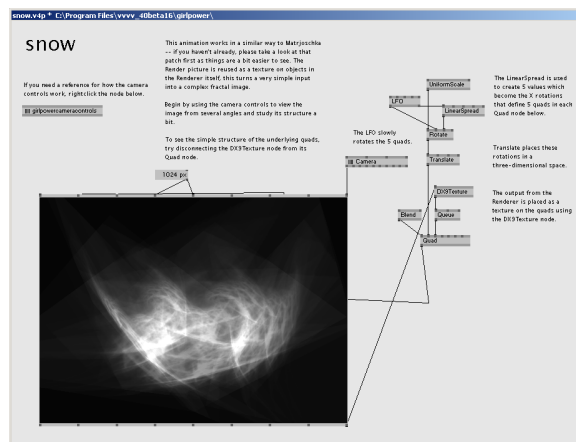 snow.v4p * C:\Program Files\vvvv_40beta16\girlpower\
snow
This animation works in a similar way to Matrjoschka
-- if you haven't already, please take a look at that
patch first as things are a bit easier to see. The
Render picture is reused as a texture on objects in
the Renderer itself, this turns a very simple input
into a complex fractal image.
If you need a reference for how the camera
controls work, rightclick the node below.
girlpowercameracontrols
Begin by using the camera controls to view the
image from several angles and study its structure a
bit.
To see the simple structure of the underlying quads,
try disconnecting the DX9Texture node from its
Quad node.
1024 px
The LFO slowly
rotates the 5 quads.
Camera
UniformScale
LFO
LinearSpread
Rotate
Translate
DX9Texture
Blend
Queue
Quad
The LinearSpread is used
to create 5 values which
become the X rotations
that define 5 quads in each
Quad node below.
Translate places these
rotations in a
three-dimensional space.
The output from the
Renderer is placed as a
texture on the quads using
the DX9Texture node.